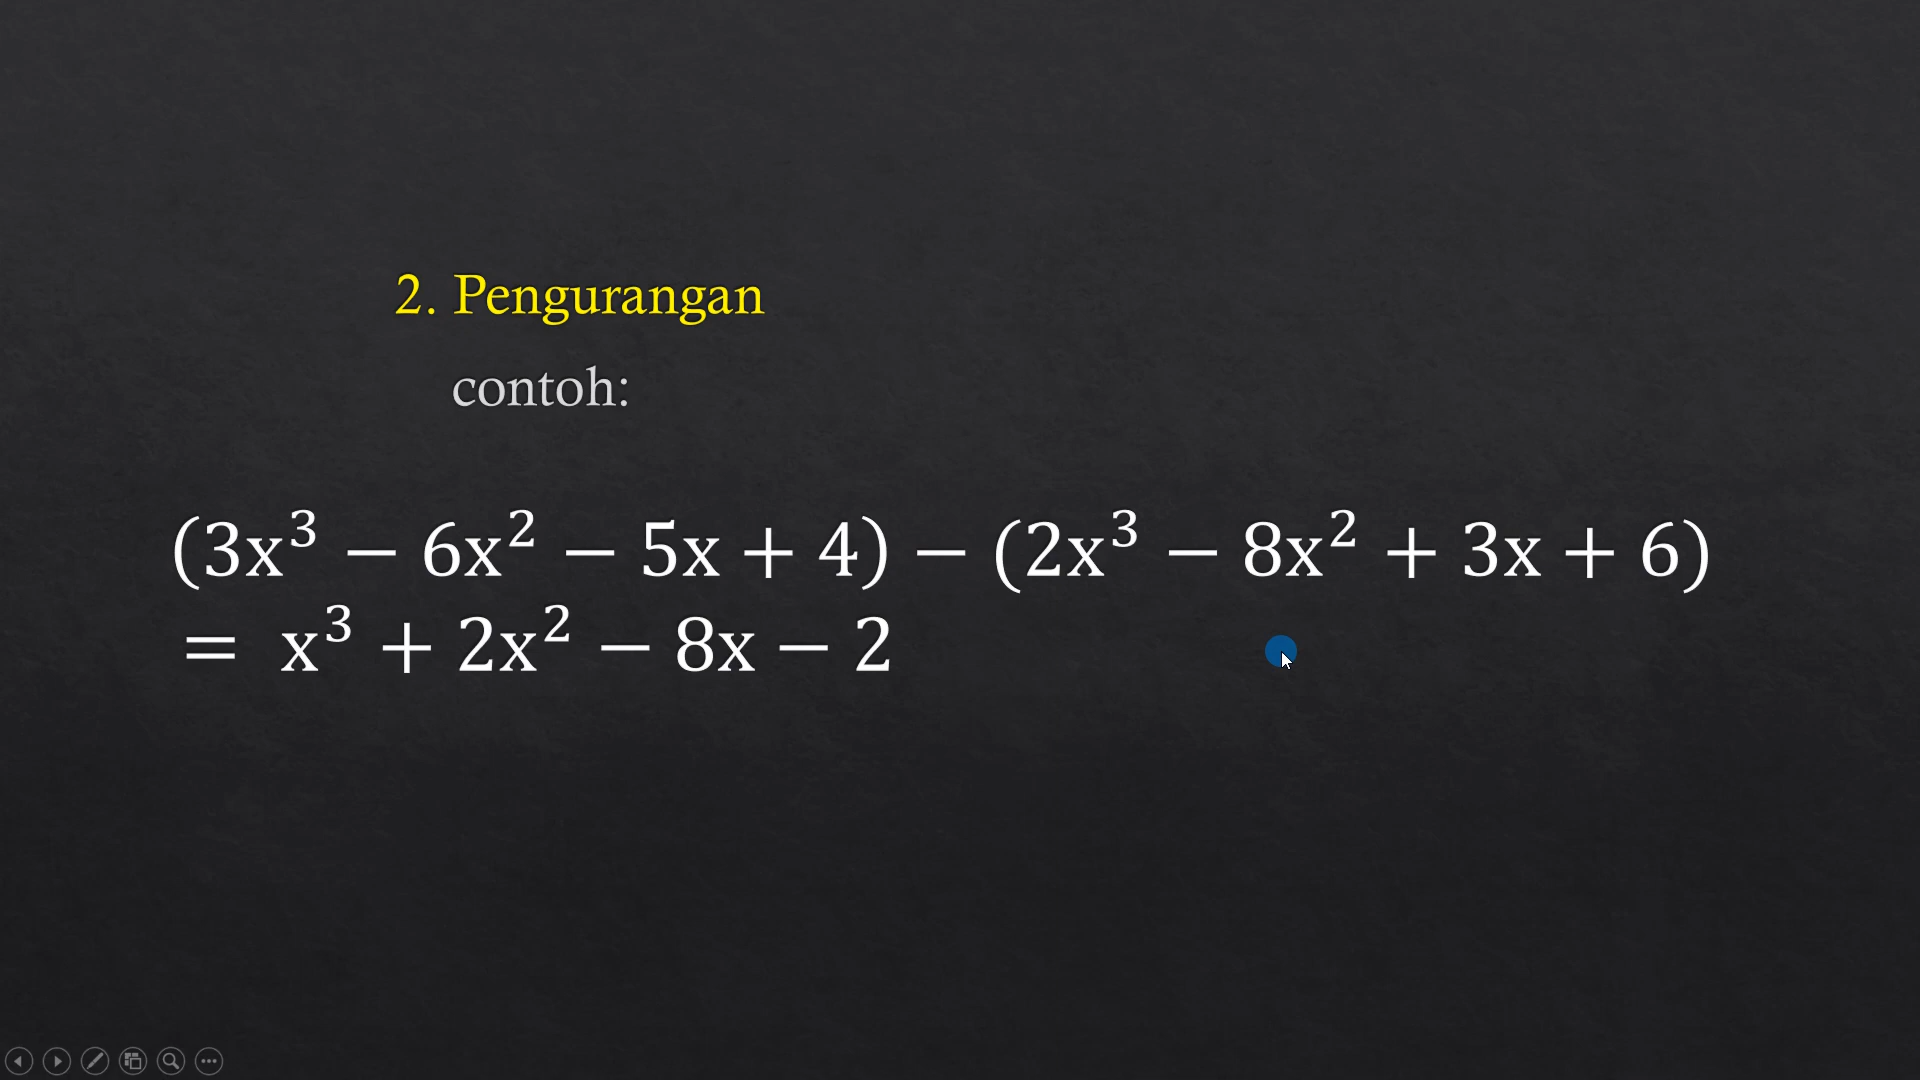 2. Pengurangan
contoh:
(3x³ − 6x² − 5x + 4) − (2x³ − 8x² + 3x + 6)
= x³ + 2x² − 8x − 2